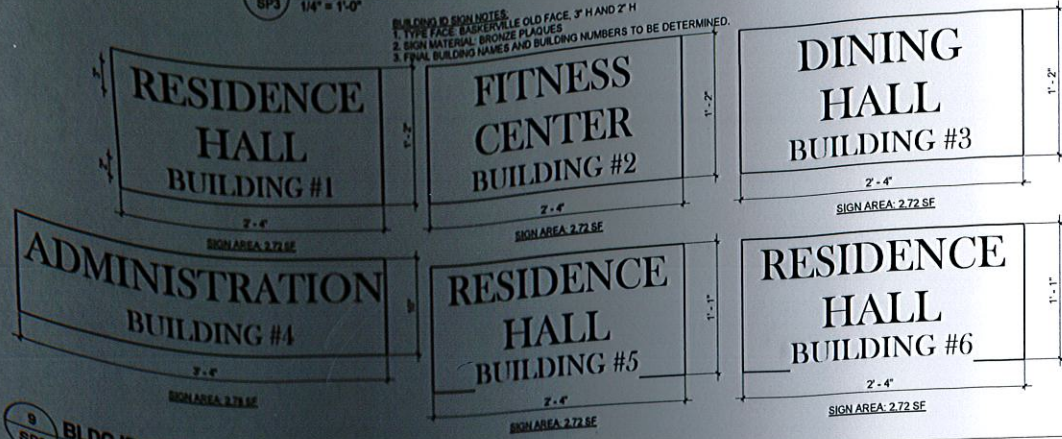 SP3 1/4" = 1'-0"
BUILDING ID SIGN NOTES:
1. TYPE FACE: BASKERVILLE OLD FACE, 3" H AND 2" H
2. SIGN MATERIAL: BRONZE PLAQUES
3. FINAL BUILDING NAMES AND BUILDING NUMBERS TO BE DETERMINED.
RESIDENCE
HALL
BUILDING #1
1'-2"
2'-4"
SIGN AREA: 2.72 SF
FITNESS
CENTER
BUILDING #2
1'-2"
2'-4"
SIGN AREA: 2.72 SF
DINING
HALL
BUILDING #3
1'-2"
2'-4"
SIGN AREA: 2.72 SF
ADMINISTRATION
BUILDING #4
SIGN AREA:
RESIDENCE
HALL
BUILDING #5
1'-1"
2'-4"
SIGN AREA: 2.72 SF
RESIDENCE
HALL
BUILDING #6
1'-1"
2'-4"
SIGN AREA: 2.72 SF
9